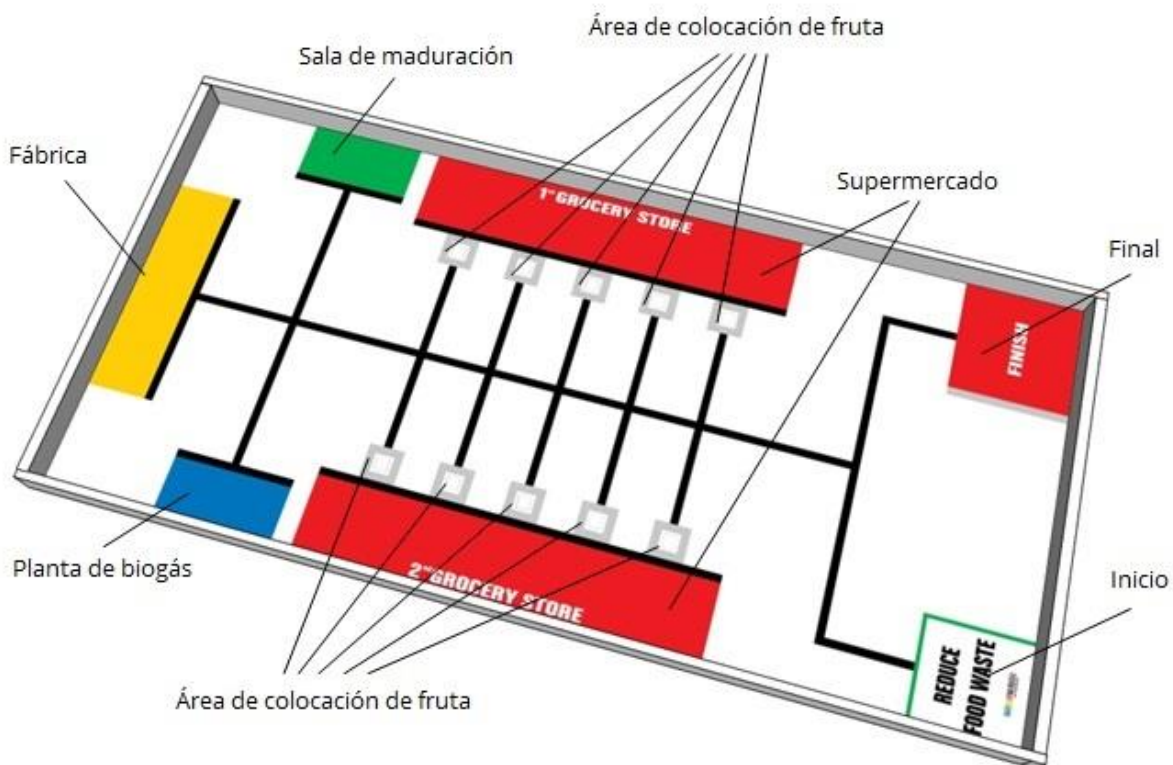 Área de colocación de fruta
Sala de maduración
Fábrica
Supermercado
1st GROCERY STORE
Final
FINISH
Planta de biogás
2nd GROCERY STORE
Inicio
REDUCE
FOOD WASTE
Área de colocación de fruta